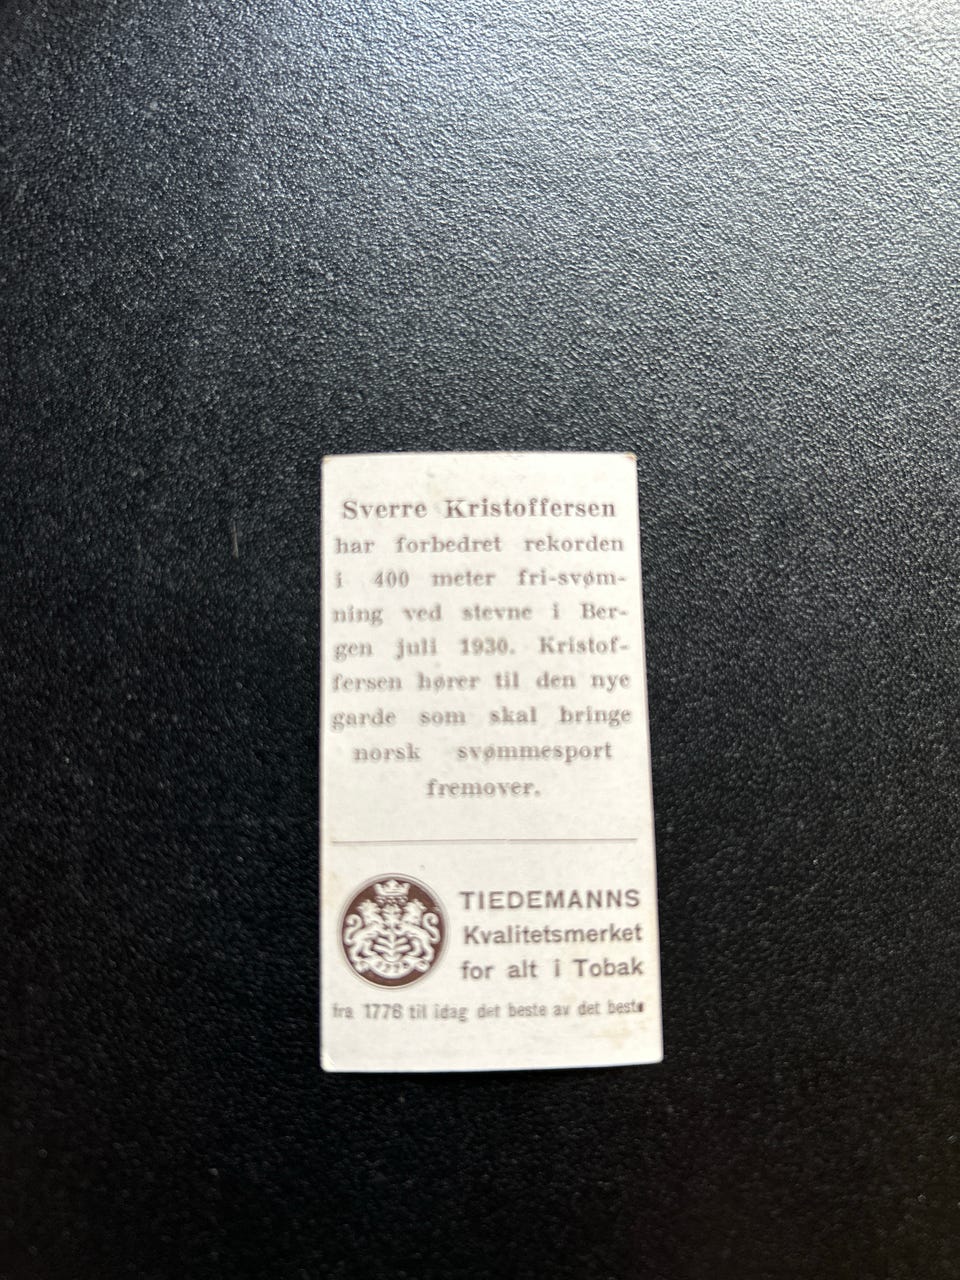 Sverre Kristoffersen
har forbedret rekorden
i 400 meter fri-svøm-
ning ved stevne i Ber-
gen juli 1930. Kristof-
fersen hører til den nye
garde som skal bringe
norsk svømmesport
fremover.
TIEDEMANNS
Kvalitetsmerket
for alt i Tobak
fra 1778 til idag det beste av det beste